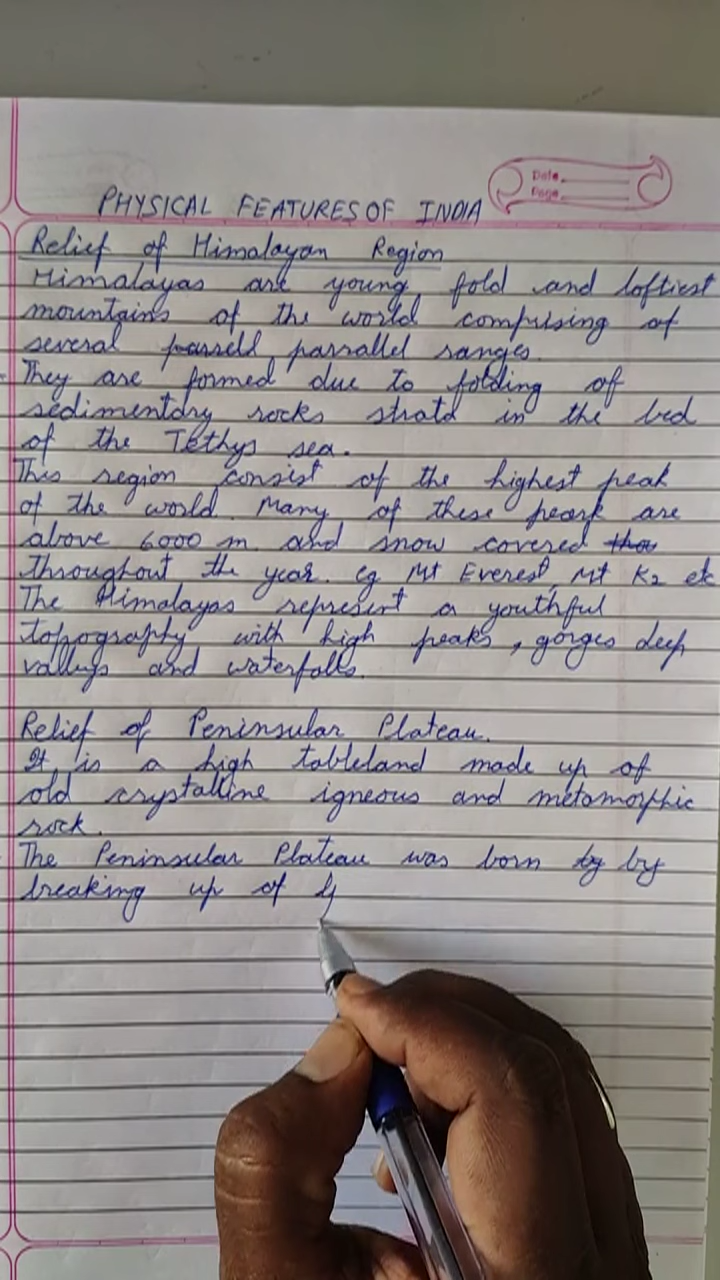 Date
Page
PHYSICAL FEATURES OF INDIA
Relief of Himalayan Region
Himalayas are young fold and loftiest
mountains of the world comprising of
several parrallel ranges.
They are formed due to folding of
sedimentory rocks strata in the bed
of the Tethys sea.
This region consist of the highest peak
of the world. Many of these peark are
above 6000 m and snow covered
throughout the year. eg Mt Everest, Mt K2 etc
The Himalayas represent a youthful
topography with high peaks, gorges deep
valleys and waterfalls.
Relief of Peninsular Plateau.
It is a high tableland made up of
old crystalline igneous and metamorphic
rock.
The Peninsular Plateau was born by by
breaking up of G